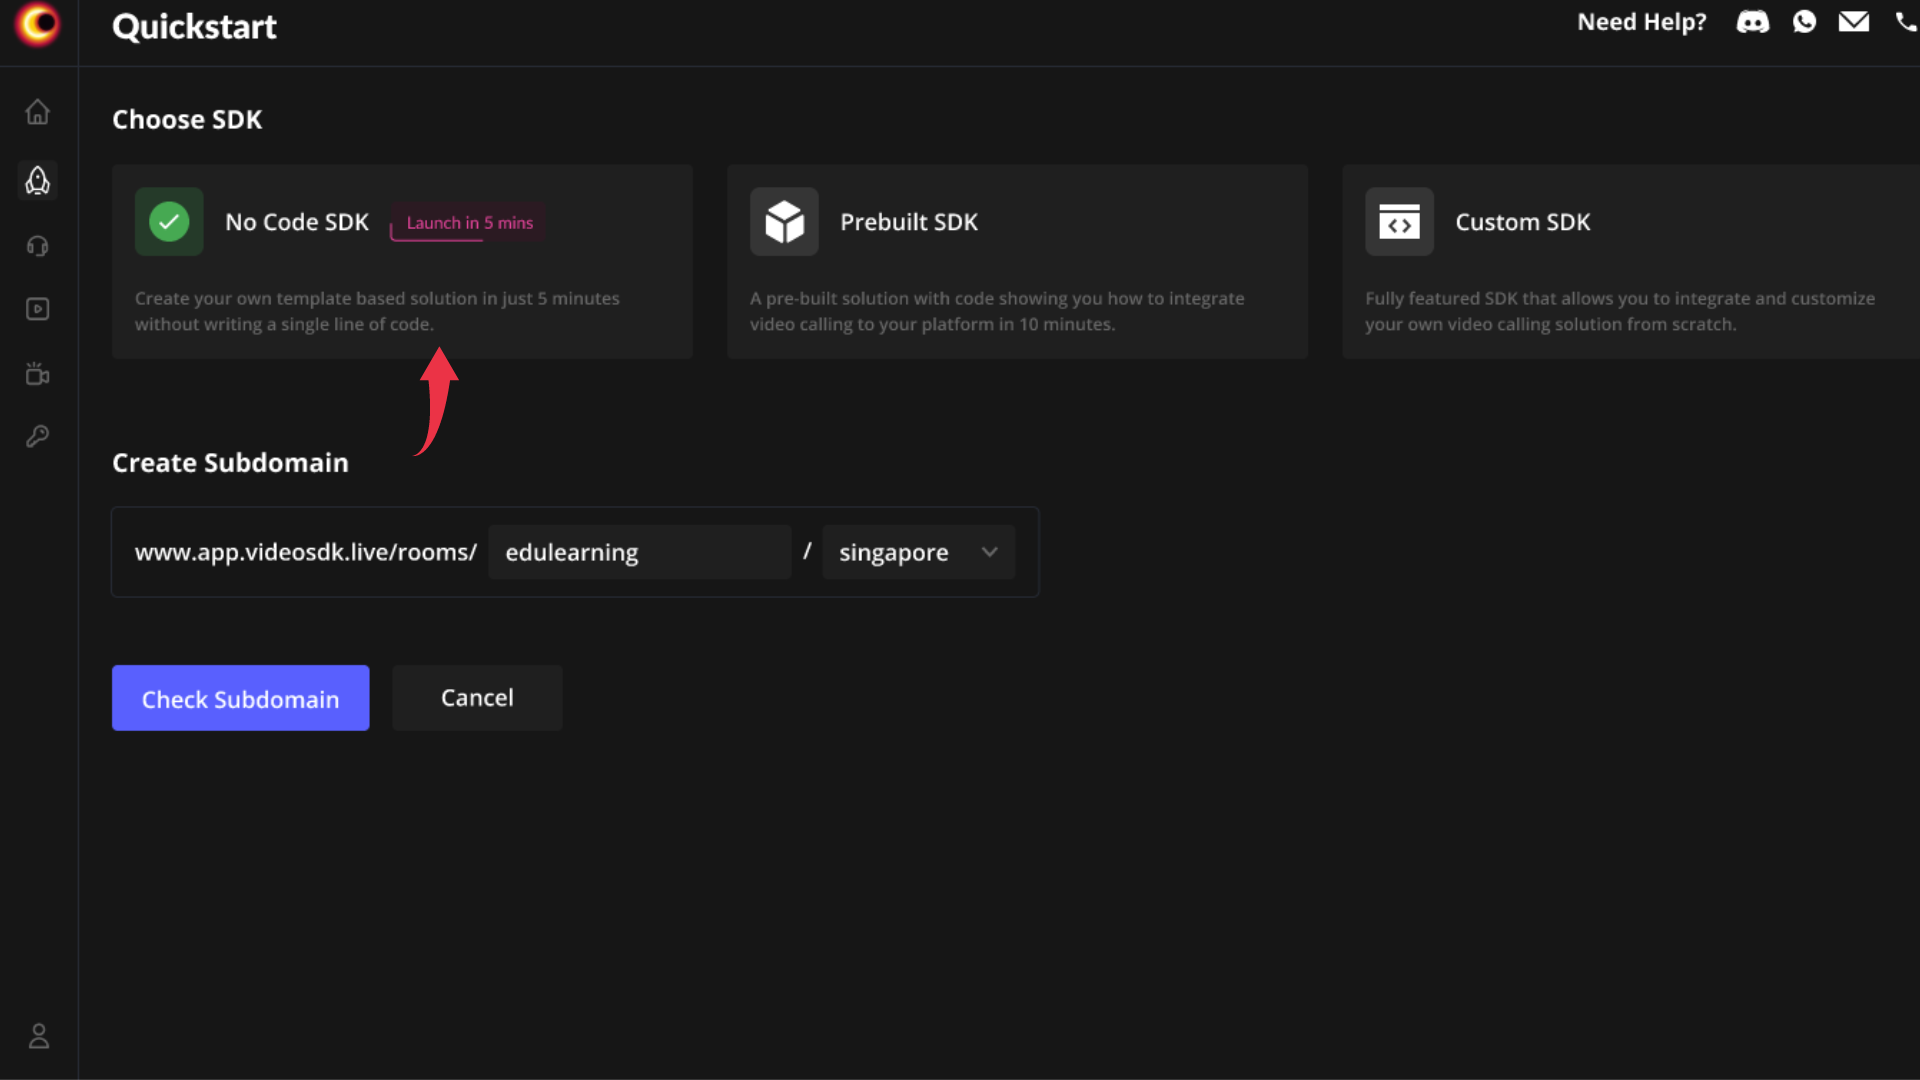 Quickstart
Need Help?
Choose SDK
No Code SDK
Launch in 5 mins
Create your own template based solution in just 5 minutes
without writing a single line of code.
Prebuilt SDK
A pre-built solution with code showing you how to integrate
video calling to your platform in 10 minutes.
Custom SDK
Fully featured SDK that allows you to integrate and customize
your own video calling solution from scratch.
Create Subdomain
www.app.videosdk.live/rooms/ edulearning / singapore
Check Subdomain
Cancel